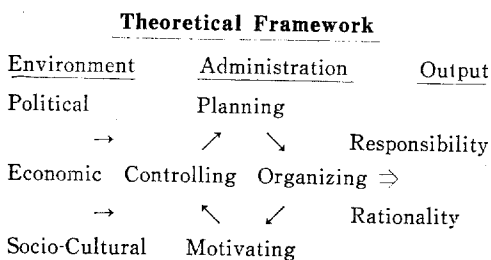 Theoretical Framework
Environment Administration Output
Political Planning
→ ↗ ↘ Responsibility
Economic Controlling Organizing ⇒
→ ↖ ↙ Rationality
Socio-Cultural Motivating